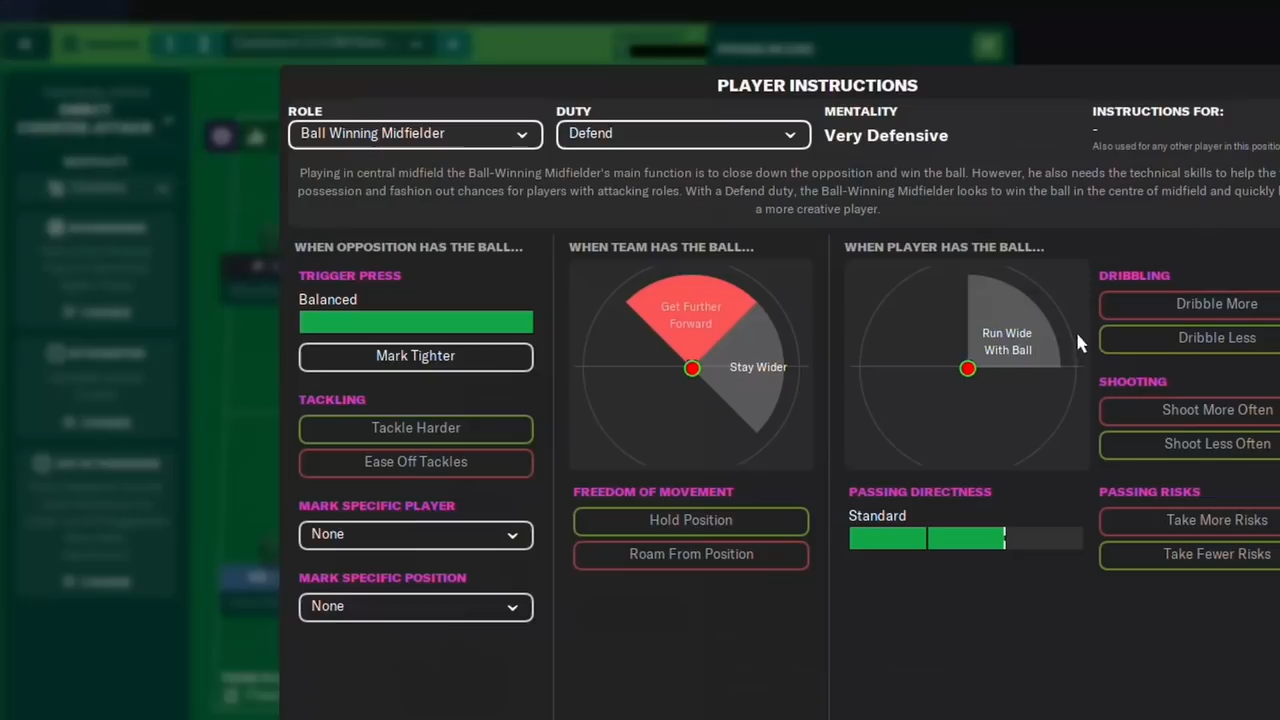 PLAYER INSTRUCTIONS
ROLE
DUTY
MENTALITY
INSTRUCTIONS FOR:
Ball Winning Midfielder
Defend
Very Defensive
-
Also used for any other player in this positio
Playing in central midfield the Ball-Winning Midfielder's main function is to close down the opposition and win the ball. However, he also needs the technical skills to help the
possession and fashion out chances for players with attacking roles. With a Defend duty, the Ball-Winning Midfielder looks to win the ball in the centre of midfield and quickly
a more creative player.
WHEN OPPOSITION HAS THE BALL...
TRIGGER PRESS
Balanced
Mark Tighter
TACKLING
Tackle Harder
Ease Off Tackles
MARK SPECIFIC PLAYER
None
MARK SPECIFIC POSITION
None
WHEN TEAM HAS THE BALL...
Get Further
Forward
Stay Wider
FREEDOM OF MOVEMENT
Hold Position
Roam From Position
WHEN PLAYER HAS THE BALL...
Run Wide
With Ball
PASSING DIRECTNESS
Standard
DRIBBLING
Dribble More
Dribble Less
SHOOTING
Shoot More Often
Shoot Less Often
PASSING RISKS
Take More Risks
Take Fewer Risks